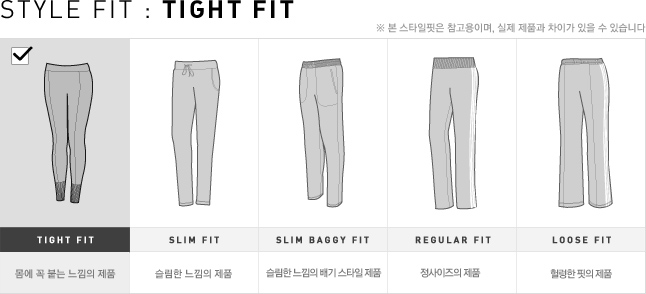 STYLE FIT : TIGHT FIT
※ 본 스타일핏은 참고용이며, 실제 제품과 차이가 있을 수 있습니다
TIGHT FIT
SLIM FIT
SLIM BAGGY FIT
REGULAR FIT
LOOSE FIT
몸에 꼭 붙는 느낌의 제품
슬림한 느낌의 제품
슬림한 느낌의 배기 스타일 제품
정사이즈의 제품
헐렁한 핏의 제품